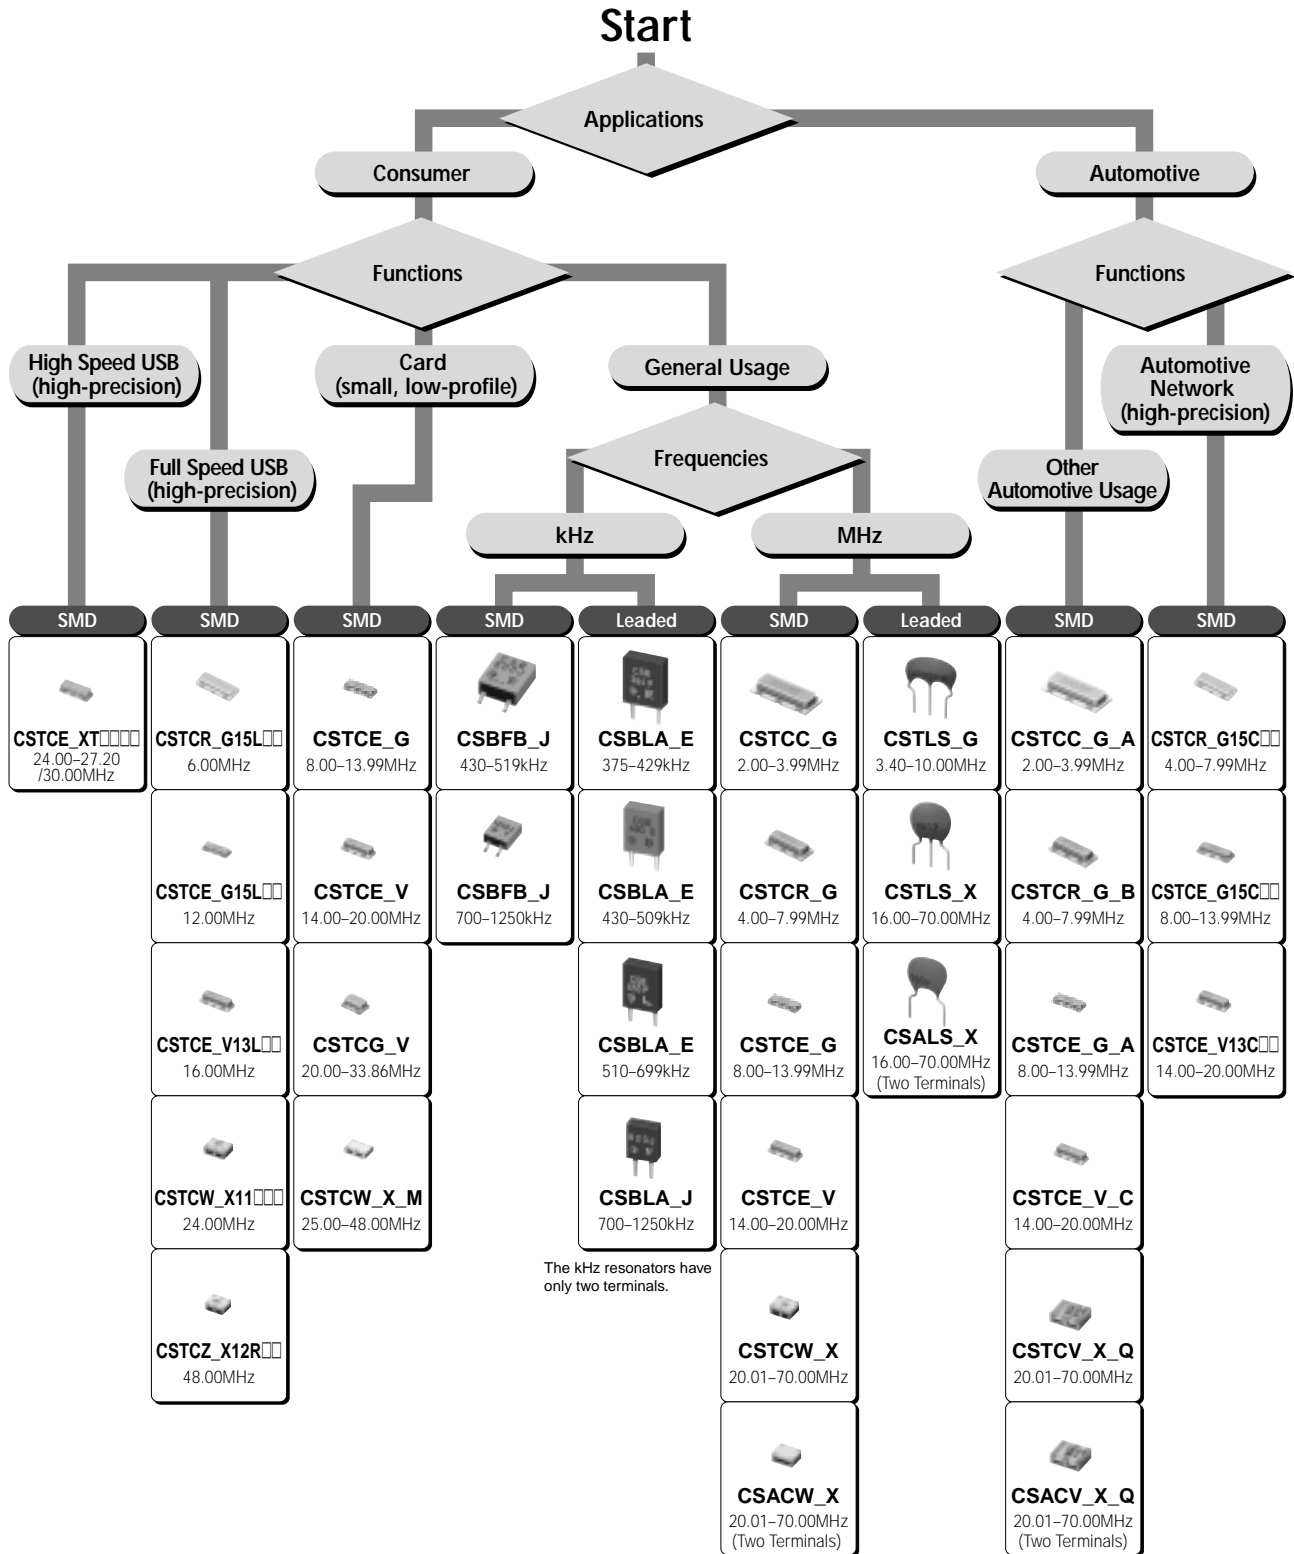 Start
Applications
Consumer
Automotive
Functions
Functions
High Speed USB
(high-precision)
Card
(small, low-profile)
General Usage
Automotive
Network
(high-precision)
Full Speed USB
(high-precision)
Frequencies
Other
Automotive Usage
kHz
MHz
SMD
SMD
SMD
SMD
Leaded
SMD
Leaded
SMD
SMD
CSTCE_XT□□□□
24.00–27.20
/30.00MHz
CSTCR_G15L□□
6.00MHz
CSTCE_G15L□□
12.00MHz
CSTCE_V13L□□
16.00MHz
CSTCW_X11□□□
24.00MHz
CSTCZ_X12R□□
48.00MHz
CSTCE_G
8.00–13.99MHz
CSTCE_V
14.00–20.00MHz
CSTCG_V
20.00–33.86MHz
CSTCW_X_M
25.00–48.00MHz
CSBFB_J
430–519kHz
CSBFB_J
700–1250kHz
CSBLA_E
375–429kHz
CSBLA_E
430–509kHz
CSBLA_E
510–699kHz
CSBLA_J
700–1250kHz
The kHz resonators have
only two terminals.
CSTCC_G
2.00–3.99MHz
CSTCR_G
4.00–7.99MHz
CSTCE_G
8.00–13.99MHz
CSTCE_V
14.00–20.00MHz
CSTCW_X
20.01–70.00MHz
CSACW_X
20.01–70.00MHz
(Two Terminals)
CSTLS_G
3.40–10.00MHz
CSTLS_X
16.00–70.00MHz
CSALS_X
16.00–70.00MHz
(Two Terminals)
CSTCC_G_A
2.00–3.99MHz
CSTCR_G_B
4.00–7.99MHz
CSTCE_G_A
8.00–13.99MHz
CSTCE_V_C
14.00–20.00MHz
CSTCV_X_Q
20.01–70.00MHz
CSACV_X_Q
20.01–70.00MHz
(Two Terminals)
CSTCR_G15C□□
4.00–7.99MHz
CSTCE_G15C□□
8.00–13.99MHz
CSTCE_V13C□□
14.00–20.00MHz